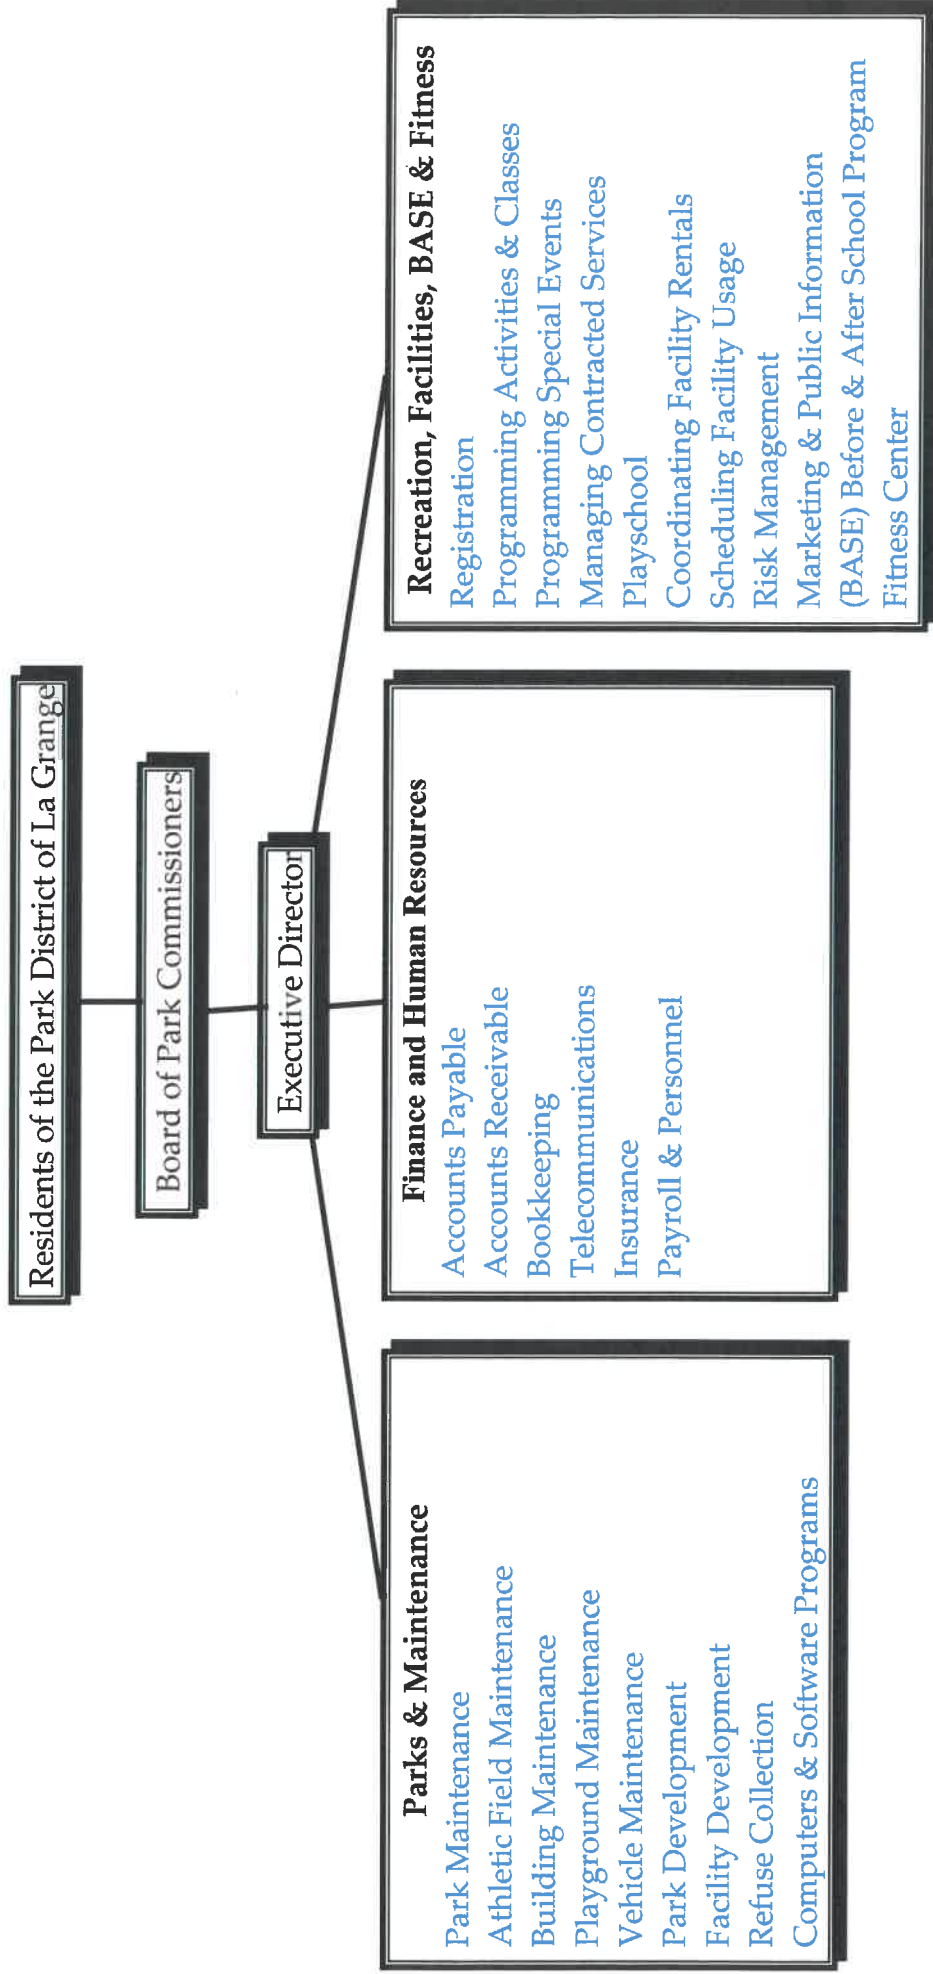 Residents of the Park District of La Grange
Board of Park Commissioners
Executive Director
Parks & Maintenance
Park Maintenance
Athletic Field Maintenance
Building Maintenance
Playground Maintenance
Vehicle Maintenance
Park Development
Facility Development
Refuse Collection
Computers & Software Programs
Finance and Human Resources
Accounts Payable
Accounts Receivable
Bookkeeping
Telecommunications
Insurance
Payroll & Personnel
Recreation, Facilities, BASE & Fitness
Registration
Programming Activities & Classes
Programming Special Events
Managing Contracted Services
Playschool
Coordinating Facility Rentals
Scheduling Facility Usage
Risk Management
Marketing & Public Information
(BASE) Before & After School Program
Fitness Center